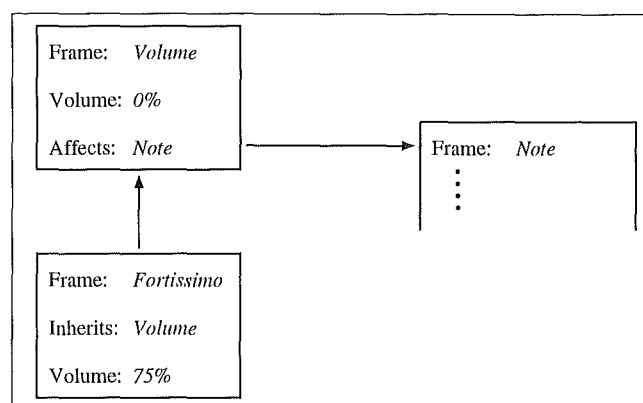 Frame: Volume
Volume: 0%
Affects: Note
Frame: Note
Frame: Fortissimo
Inherits: Volume
Volume: 75%